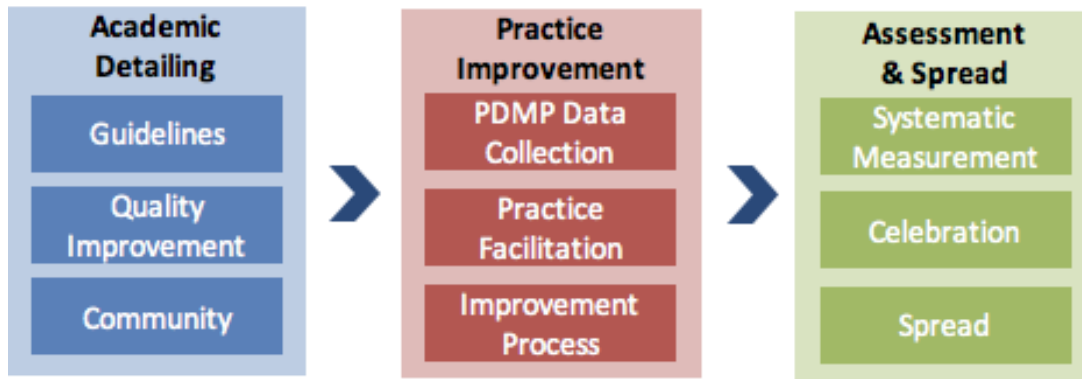 Academic
Detailing
Guidelines
Quality
Improvement
Community
Practice
Improvement
PDMP Data
Collection
Practice
Facilitation
Improvement
Process
Assessment
& Spread
Systematic
Measurement
Celebration
Spread